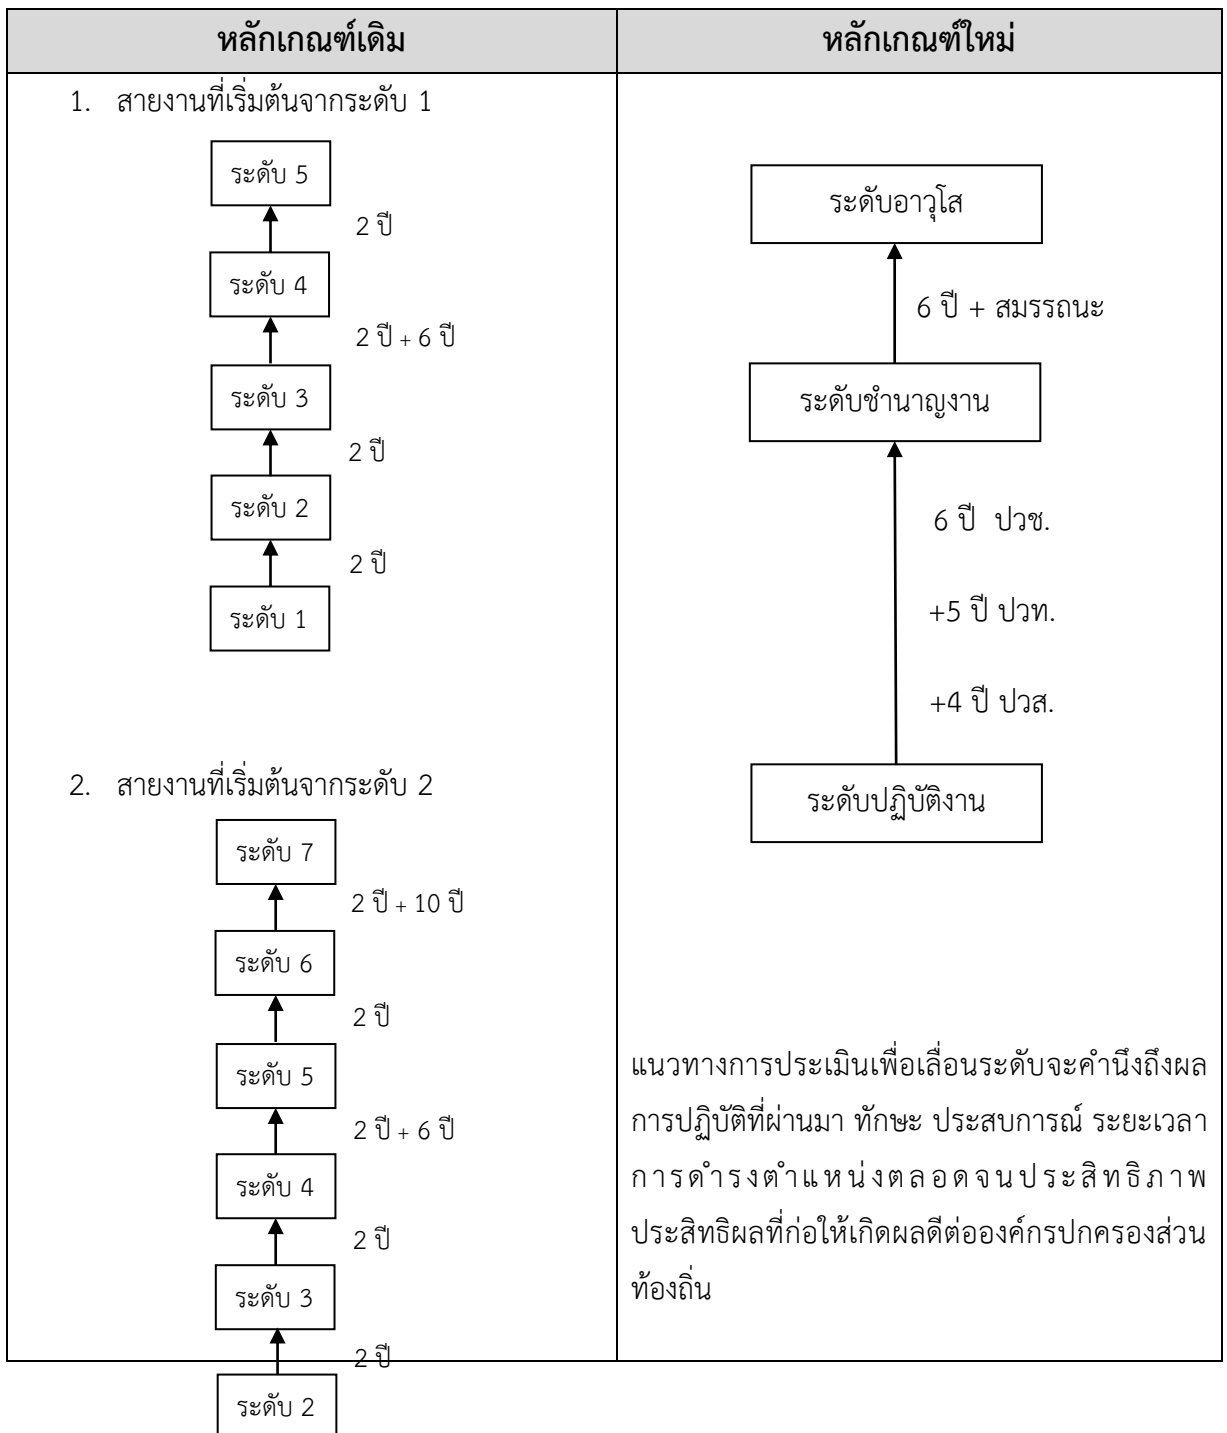 หลักเกณฑ์เดิม
หลักเกณฑ์ใหม่
1. สายงานที่เริ่มต้นจากระดับ 1
ระดับ 5
2 ปี
ระดับ 4
2 ปี + 6 ปี
ระดับ 3
2 ปี
ระดับ 2
2 ปี
ระดับ 1
2. สายงานที่เริ่มต้นจากระดับ 2
ระดับ 7
2 ปี + 10 ปี
ระดับ 6
2 ปี
ระดับ 5
2 ปี + 6 ปี
ระดับ 4
2 ปี
ระดับ 3
2 ปี
ระดับ 2
ระดับอาวุโส
6 ปี + สมรรถนะ
ระดับชำนาญงาน
6 ปี ปวช.
+5 ปี ปวท.
+4 ปี ปวส.
ระดับปฏิบัติงาน
แนวทางการประเมินเพื่อเลื่อนระดับจะคำนึงถึงผล
การปฏิบัติที่ผ่านมา ทักษะ ประสบการณ์ ระยะเวลา
การดำรงตำแหน่งตลอดจนประสิทธิภาพ
ประสิทธิผลที่ก่อให้เกิดผลดีต่อองค์กรปกครองส่วน
ท้องถิ่น